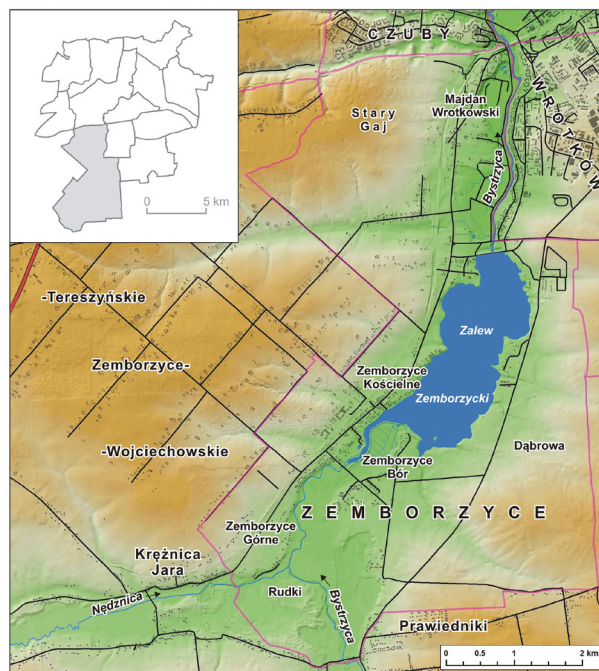 0 5 km
CZUBY
Stary
Gaj
Majdan
Wrotkowski
WROTKÓW
Bystrzyca
-Tereszyńskie
Zemborzyce-
-Wojciechowskie
Zalew
Zemborzycki
Zemborzyce
Kościelne
Zemborzyce
Bór
Dąbrowa
ZEMBORZYCE
Zemborzyce
Górne
Krężnica
Jara
Nędznica
Rudki
Bystrzyca
Prawiedniki
0 0,5 1 2 km